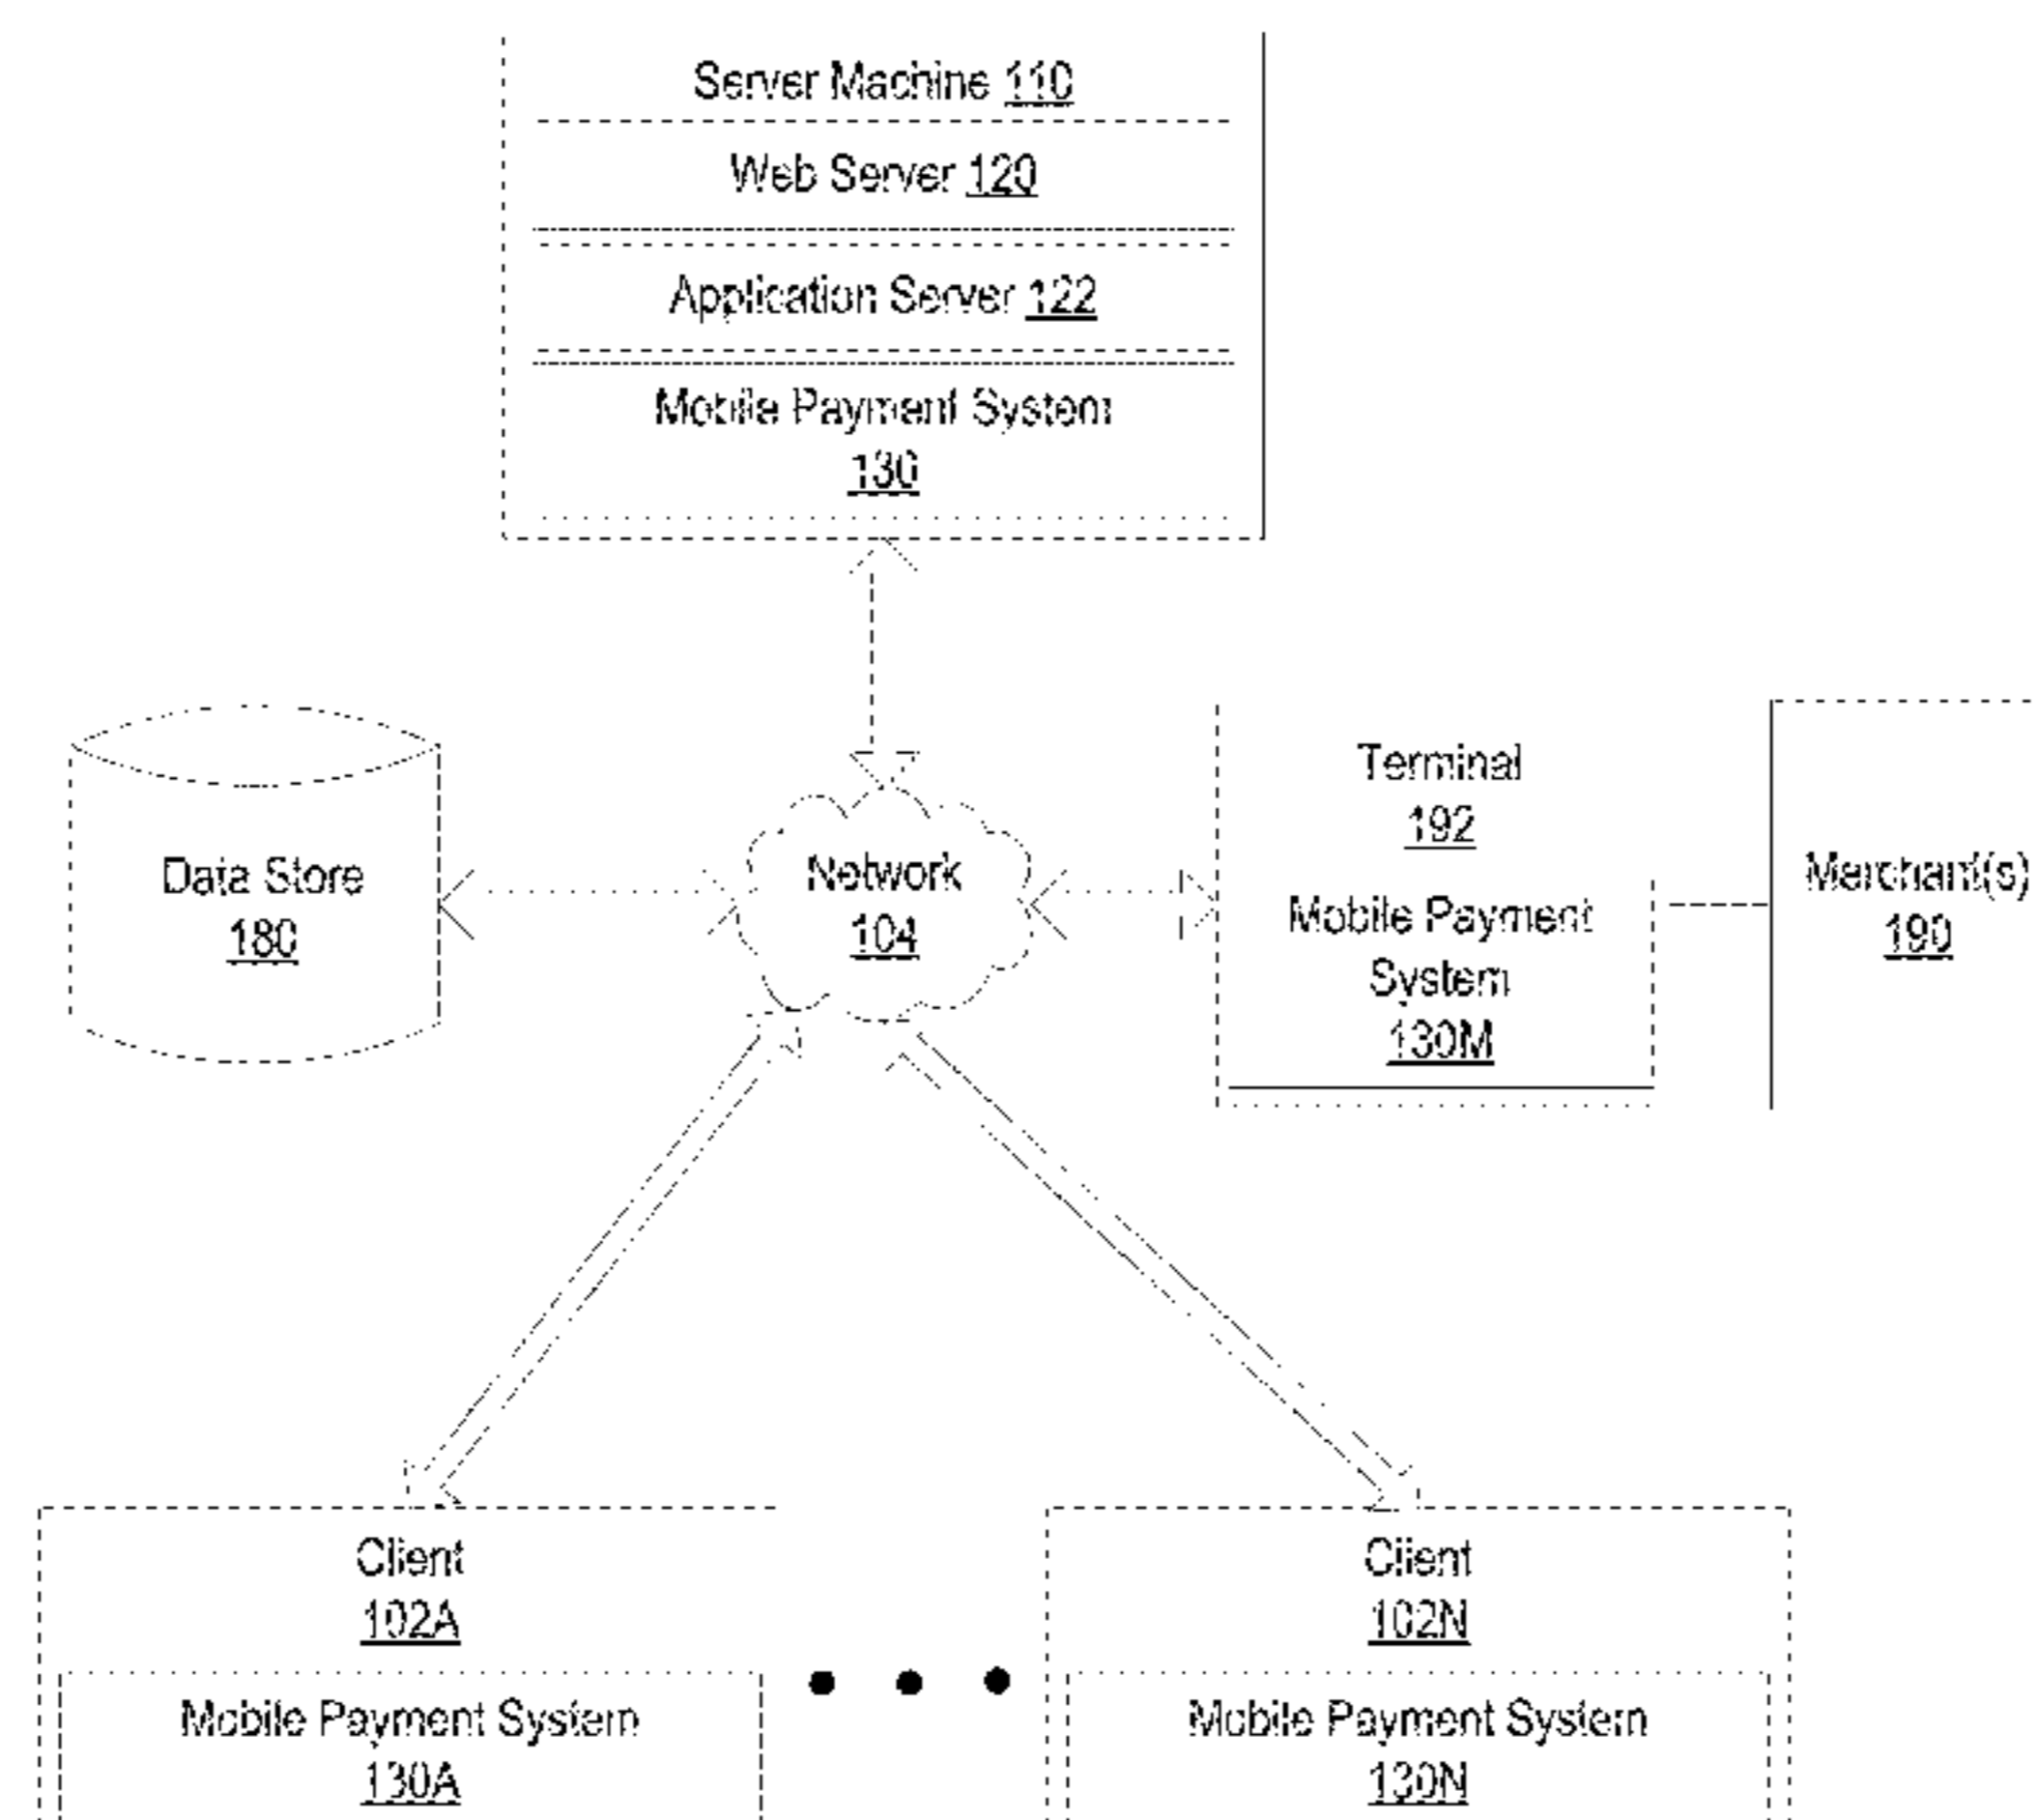 Server Machine 110
Web Server 120
Application Server 122
Mobile Payment System
130
Data Store
180
Network
104
Terminal
192
Mobile Payment
System
130M
Merchant(s)
190
Client
102A
Mobile Payment System
130A
Client
102N
Mobile Payment System
130N